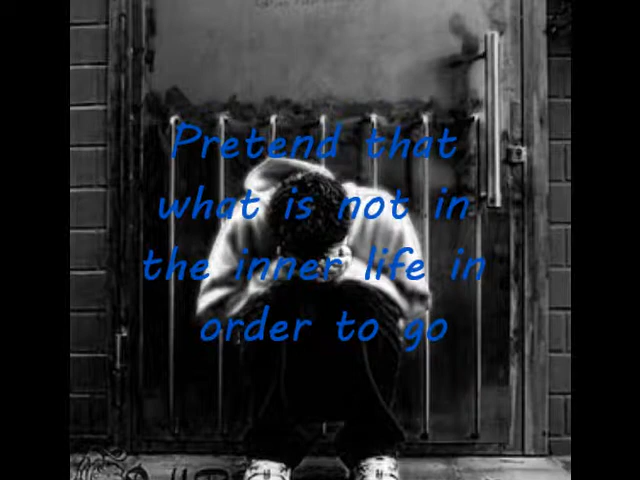 Pretend that
what is not in
the inner life in
order to go